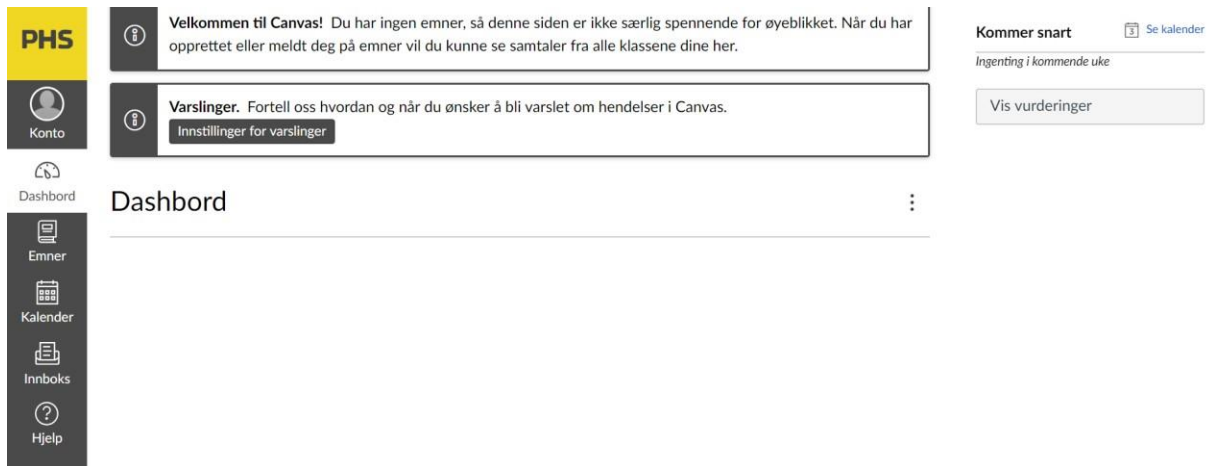 PHS
Konto
Dashbord
Emner
Kalender
Innboks
Hjelp
Velkommen til Canvas! Du har ingen emner, så denne siden er ikke særlig spennende for øyeblikket. Når du har
opprettet eller meldt deg på emner vil du kunne se samtaler fra alle klassene dine her.
Varslinger. Fortell oss hvordan og når du ønsker å bli varslet om hendelser i Canvas.
Innstillinger for varslinger
Dashbord
Kommer snart
3 Se kalender
Ingenting i kommende uke
Vis vurderinger